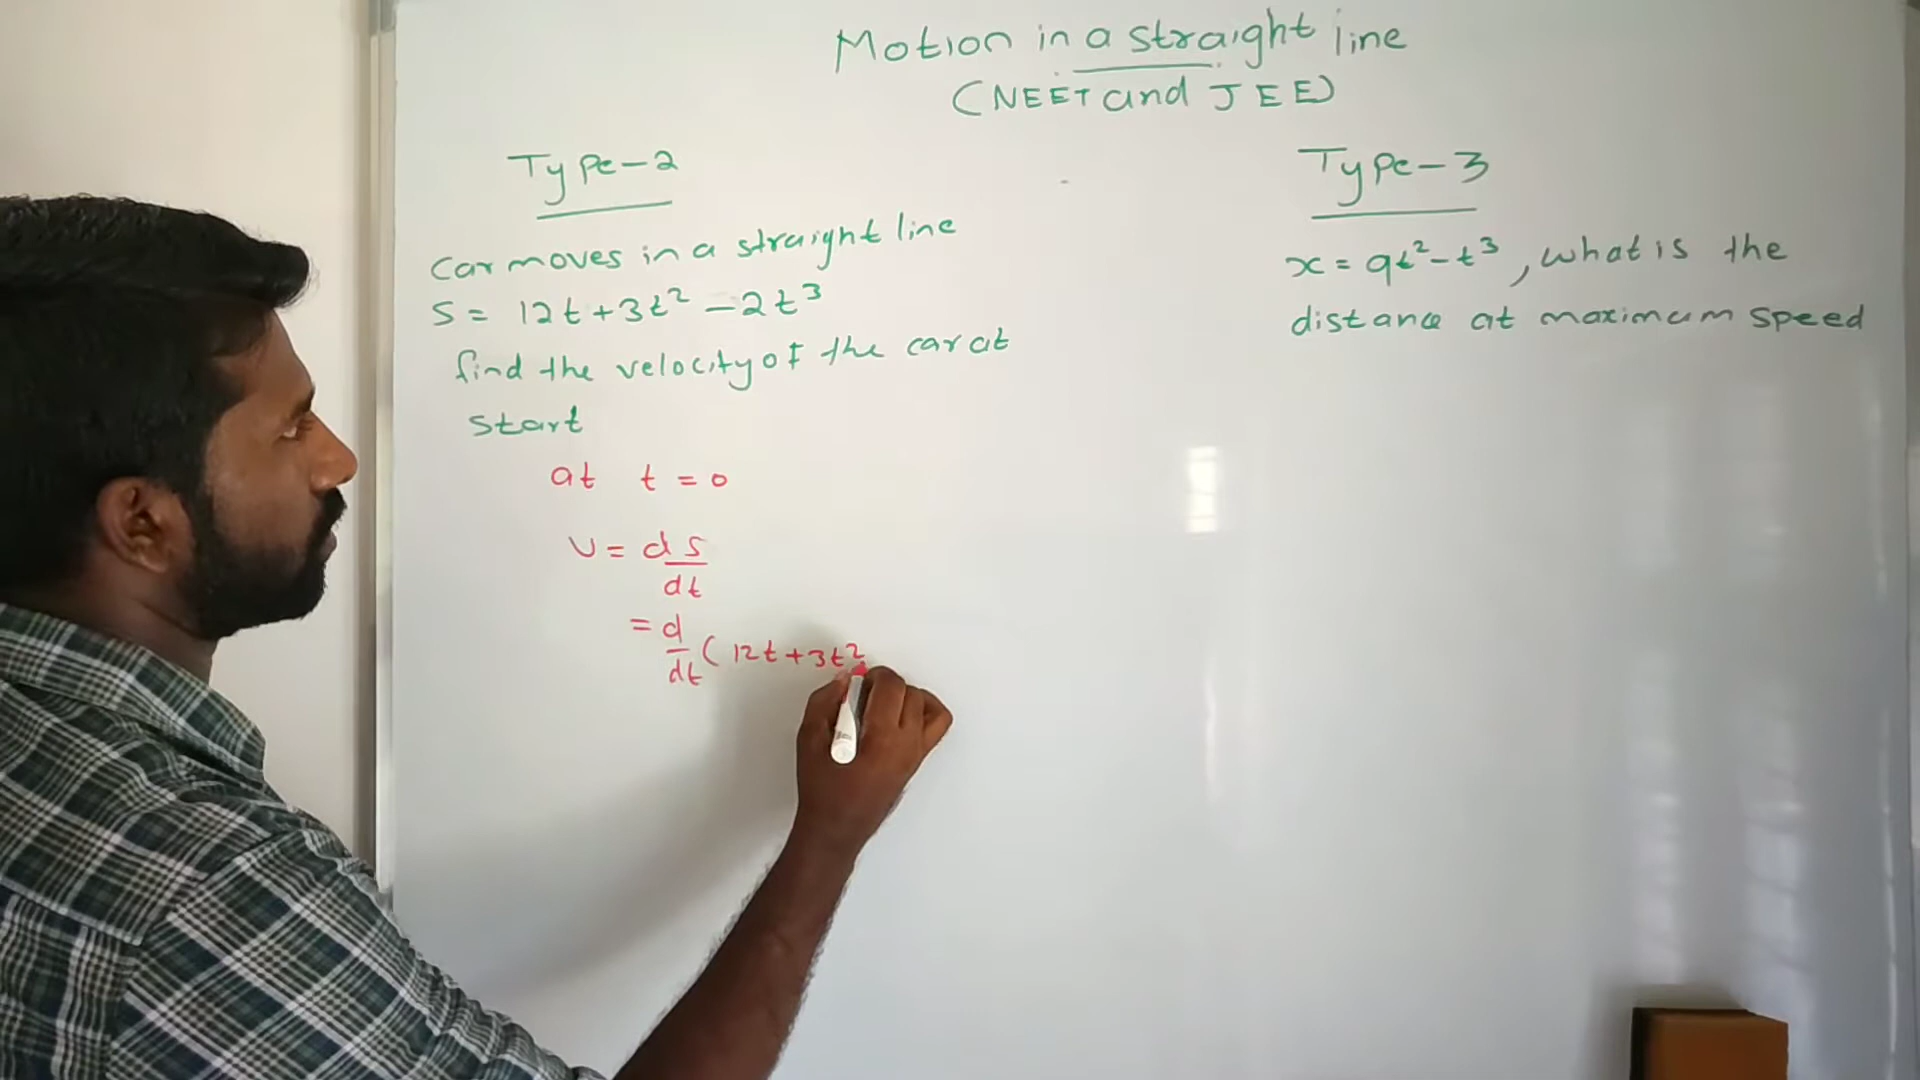 Motion in a straight line
(NEET and JEE)
Type-2
Car moves in a straight line
S = 12t + 3t² - 2t³
find the velocity of the car at
start
at t = 0
v = ds/dt
= d/dt (12t + 3t²
Type-3
x = 9t² - t³, what is the
distance at maximum speed